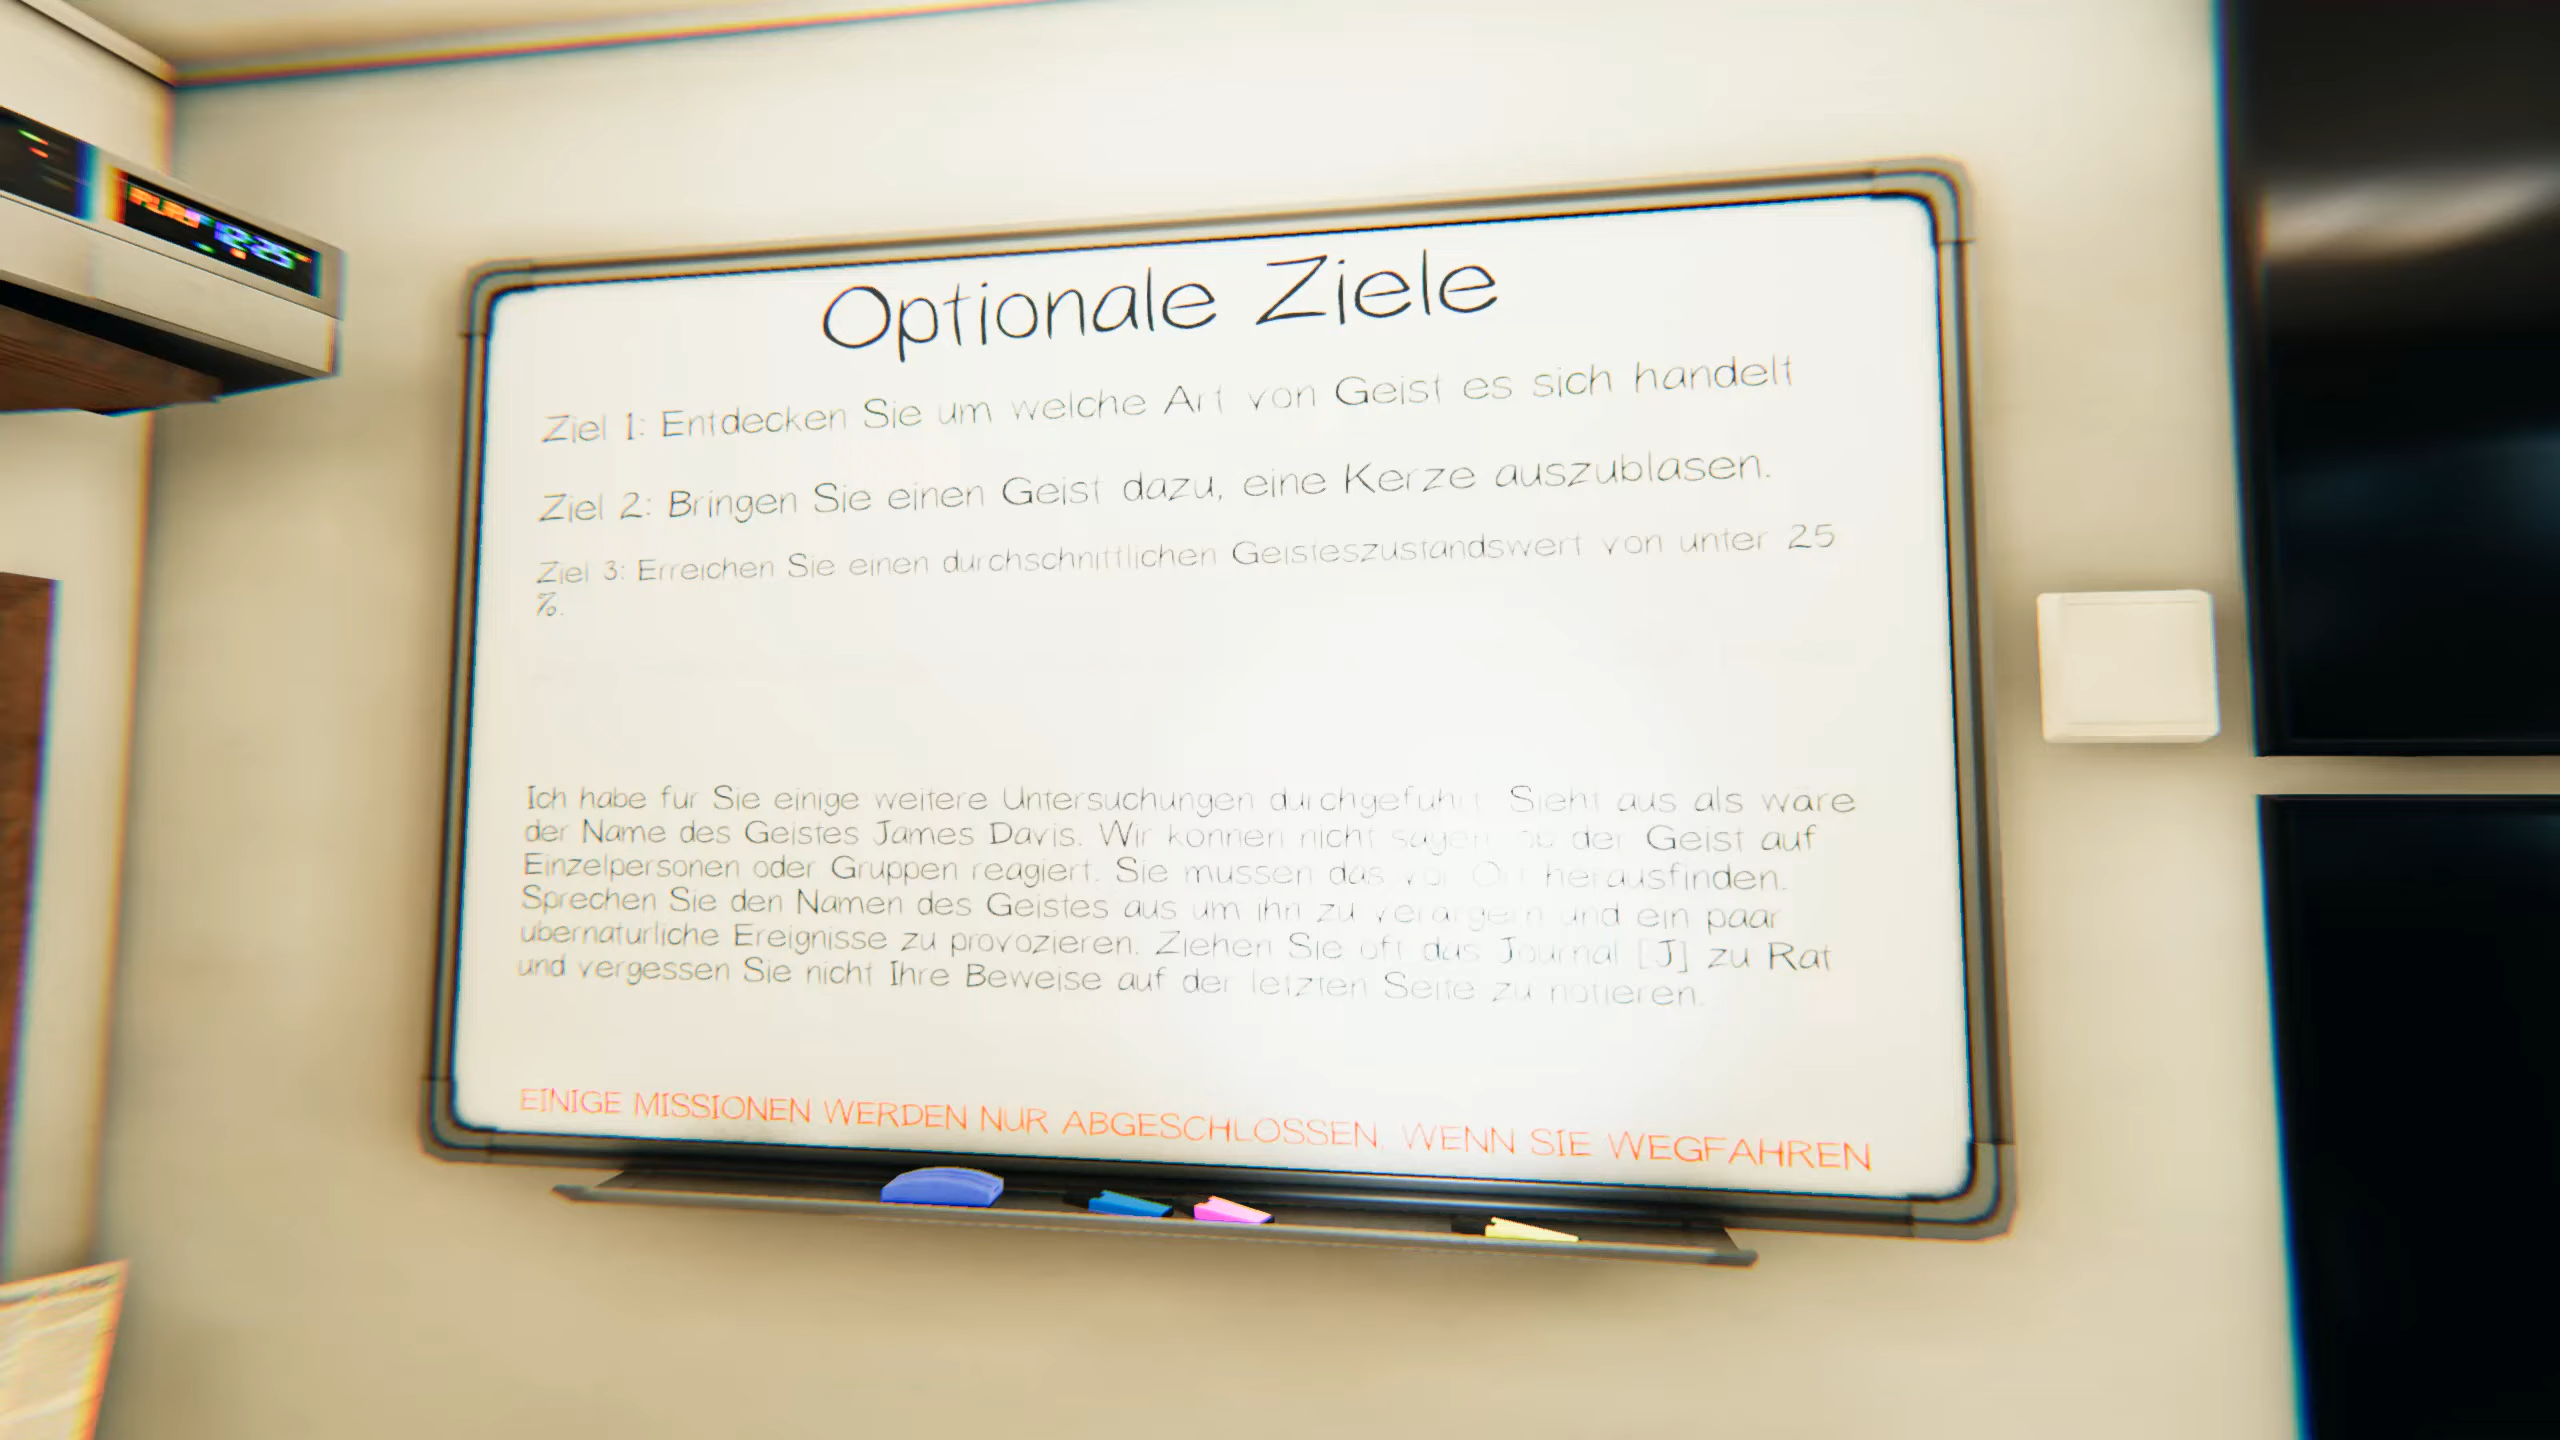 Optionale Ziele
Ziel 1: Entdecken Sie um welche Art von Geist es sich handelt
Ziel 2: Bringen Sie einen Geist dazu, eine Kerze auszublasen.
Ziel 3: Erreichen Sie einen durchschnittlichen Geisteszustandswert von unter 25
%.
Ich habe fur Sie einige weitere Untersuchungen durchgefuhrt. Sieht aus als ware
der Name des Geistes James Davis. Wir konnen nicht sagen ob der Geist auf
Einzelpersonen oder Gruppen reagiert. Sie mussen das vor Ort herausfinden.
Sprechen Sie den Namen des Geistes aus um ihn zu verargern und ein paar
ubernaturliche Ereignisse zu provozieren. Ziehen Sie oft das Journal [J] zu Rat
und vergessen Sie nicht Ihre Beweise auf der letzten Seite zu notieren.
EINIGE MISSIONEN WERDEN NUR ABGESCHLOSSEN, WENN SIE WEGFAHREN